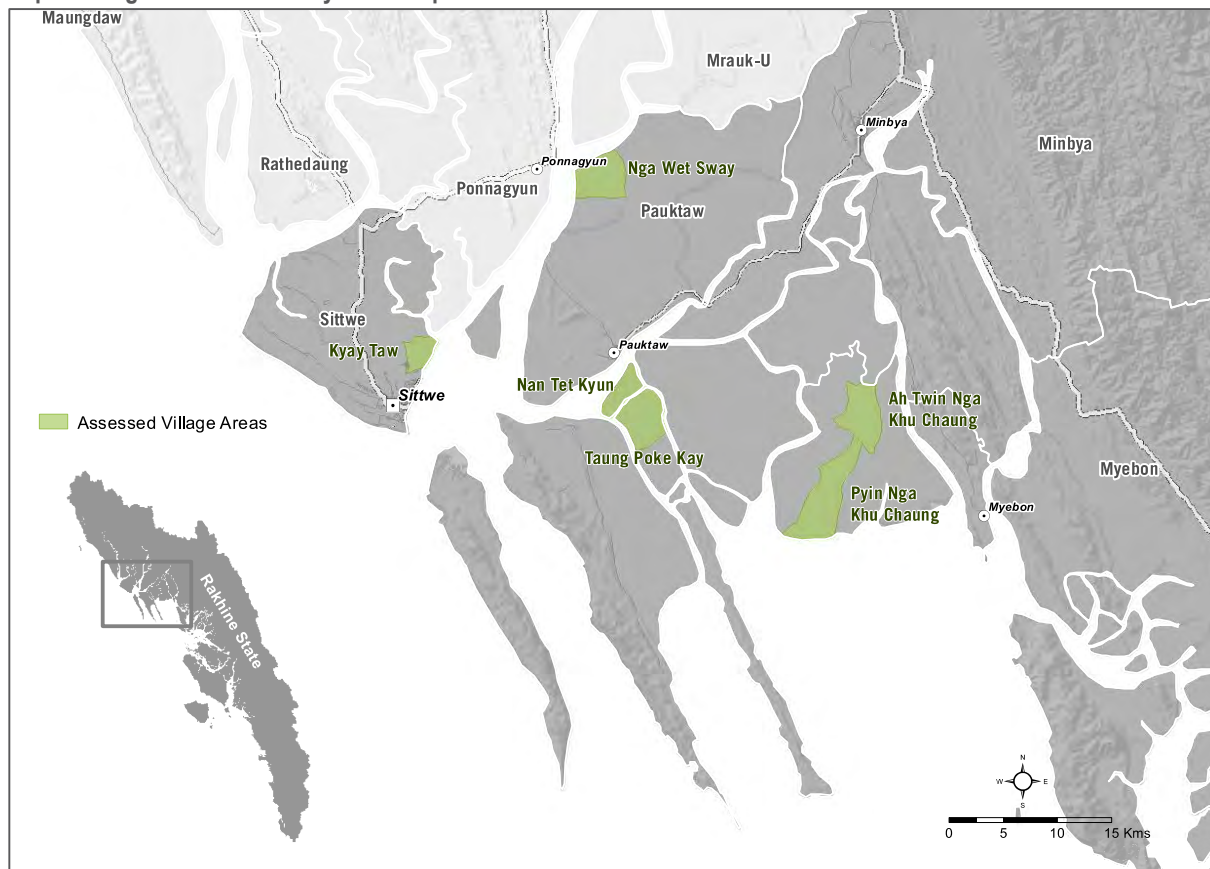 Maungdaw
Mrauk-U
Minbya
Minbya
Rathedaung
Ponnagyun
Ponnagyun
Nga Wet Sway
Pauktaw
Sittwe
Kyay Taw
Pauktaw
Nan Tet Kyun
Sittwe
Ah Twin Nga
Khu Chaung
Assessed Village Areas
Taung Poke Kay
Myebon
Pyin Nga
Khu Chaung
Myebon
Rakhine State
N
W E
S
0 5 10 15 Kms